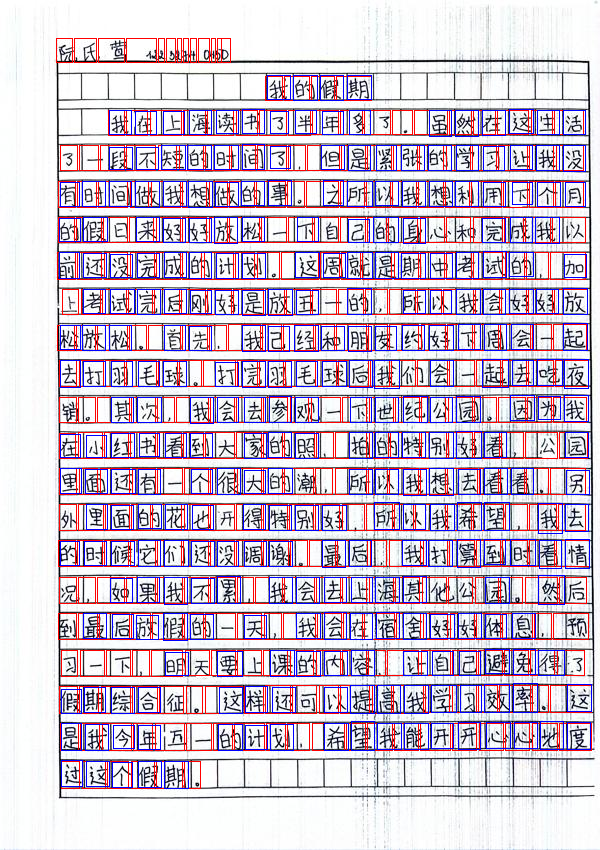 阮氏莺
我的假期
我在上海读书了半年多了。虽然在这生活
了一段不短的时间了，但是紧张的学习让我没
有时间做我想做的事。之所以我想利用下个月
的假日来好好放松一下自己的身心和完成我以
前还没完成的计划。这周就是期中考试的，加
上考试完后刚好是放五一的，所以我会好好放
松放松。首先，我己经和朋友约好下周会一起
去打羽毛球。打完羽毛球后我们会一起去吃夜
销。其次，我会去参观一下世纪公园。因为我
在小红书看到大家的照，拍的特别好看，公园
里面还有一个很大的湖，所以我想去看看。另
外里面的花也开得特别好，所以我希望，我去
的时候它们还没凋谢。最后，我打算到时看情
况，如果我不累，我会去上海其他公园。然后
到最后放假的一天，我会在宿舍好好体息，预
习一下，明天要上课的内容，让自己避免得了
假期综合征。这样还可以提高我学习效率。这
是我今年五一的计划，希望我能开开心心地度
过这个假期。